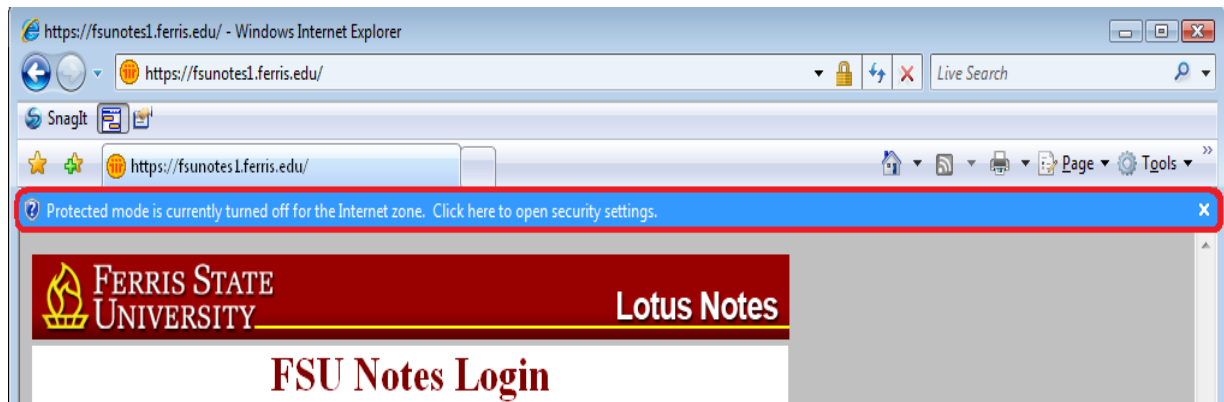 https://fsunotes1.ferris.edu/ - Windows Internet Explorer
https://fsunotes1.ferris.edu/ Live Search
SnagIt
https://fsunotes1.ferris.edu/ Page Tools »
Protected mode is currently turned off for the Internet zone. Click here to open security settings.
FERRIS STATE
UNIVERSITY Lotus Notes
FSU Notes Login